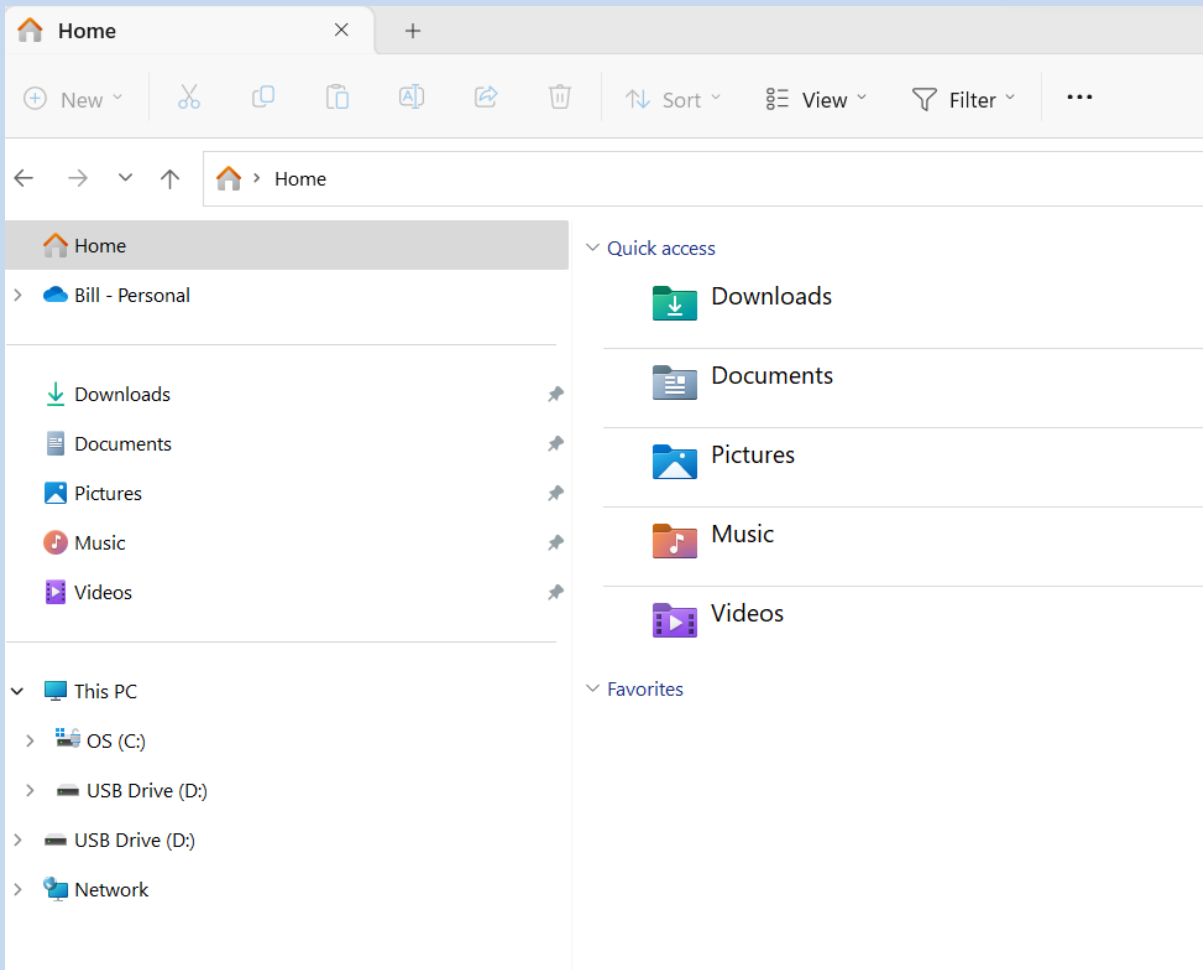 Home
New
Sort
View
Filter
Home
Home
Bill - Personal
Downloads
Documents
Pictures
Music
Videos
This PC
OS (C:)
USB Drive (D:)
USB Drive (D:)
Network
Quick access
Downloads
Documents
Pictures
Music
Videos
Favorites